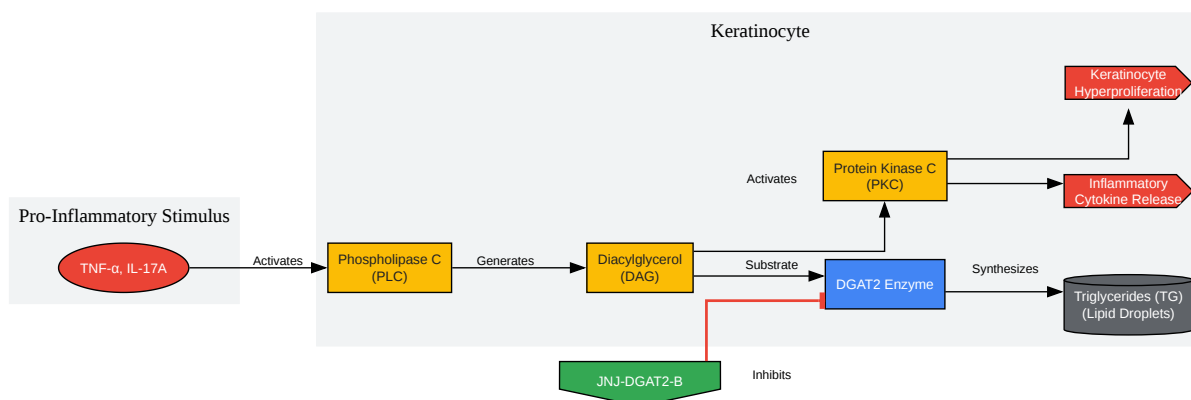 Keratinocyte
Keratinocyte
Hyperproliferation
Protein Kinase C
(PKC)
Activates
Inflammatory
Cytokine Release
Pro-Inflammatory Stimulus
TNF-α, IL-17A
Activates
Phospholipase C
(PLC)
Generates
Diacylglycerol
(DAG)
Substrate
DGAT2 Enzyme
Synthesizes
Triglycerides (TG)
(Lipid Droplets)
JNJ-DGAT2-B
Inhibits